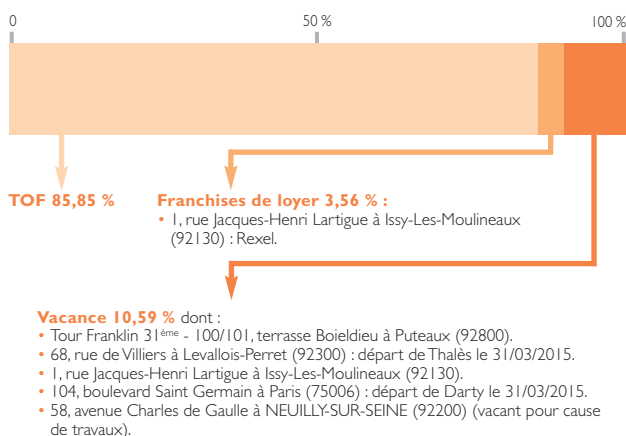 0 50 % 100 %
TOF 85,85 %
Franchises de loyer 3,56 % :
• 1, rue Jacques-Henri Lartigue à Issy-Les-Moulineaux
(92130) : Rexel.
Vacance 10,59 % dont :
• Tour Franklin 31ème - 100/101, terrasse Boieldieu à Puteaux (92800).
• 68, rue de Villiers à Levallois-Perret (92300) : départ de Thalès le 31/03/2015.
• 1, rue Jacques-Henri Lartigue à Issy-Les-Moulineaux (92130).
• 104, boulevard Saint Germain à Paris (75006) : départ de Darty le 31/03/2015.
• 58, avenue Charles de Gaulle à NEUILLY-SUR-SEINE (92200) (vacant pour cause
de travaux).